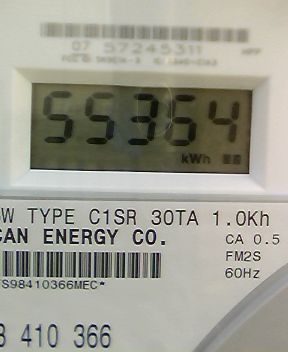 07 57245311
55364
kWh
W TYPE C1SR 30TA 1.0Kh
CAN ENERGY CO.
CA 0.5
FM2S
60Hz
TS98410366MEC*
410 366